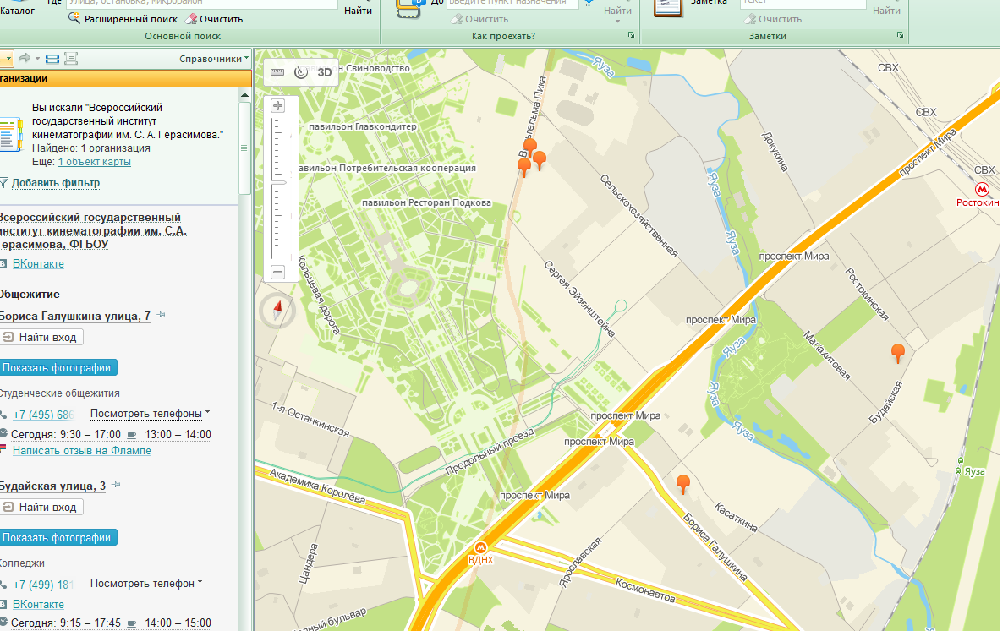 Каталог
Где
Улица, остановка, микрорайон
Расширенный поиск
Очистить
Найти
Основной поиск
До
Введите пункт назначения
Очистить
Найти
Как проехать?
Заметка
Текст
Очистить
Найти
Заметки
Справочники
ганизации
Вы искали "Всероссийский
государственный институт
кинематографии им. С. А. Герасимова."
Найдено: 1 организация
Ещё: 1 объект карты
Добавить фильтр
Всероссийский государственный
институт кинематографии им. С.А.
Герасимова, ФГБОУ
ВКонтакте
Общежитие
Бориса Галушкина улица, 7
Найти вход
Показать фотографии
Студенческие общежития
+7 (495) 686
Посмотреть телефоны
Сегодня: 9:30 – 17:00 13:00 – 14:00
Написать отзыв на Флампе
Будайская улица, 3
Найти вход
Показать фотографии
Колледжи
+7 (499) 181
Посмотреть телефон
ВКонтакте
Сегодня: 9:15 – 17:45 14:00 – 15:00
3D
павильон Свиноводство
павильон Главкондитер
авильон Потребительская кооперация
павильон Ресторан Подкова
Вильгельма Пика
Яуза
СВХ
СВХ
СВХ
Докукина
проспект Мира
Ростокин
Сельскохозяйственная
Яуза
Яуза
Сергея Эйзенштейна
проспект Мира
Ростокинская
Кольцевая дорога
проспект Мира
Яуза
Малахитовая
Яуза
Будайская
1-я Останкинская
проспект Мира
Яуза
Продольный проезд
проспект Мира
Яуза
Академика Королёва
проспект Мира
Касаткина
Бориса Галушкина
ВДНХ
Цандера
Ярославская
Космонавтов
дный бульвар
Яуза